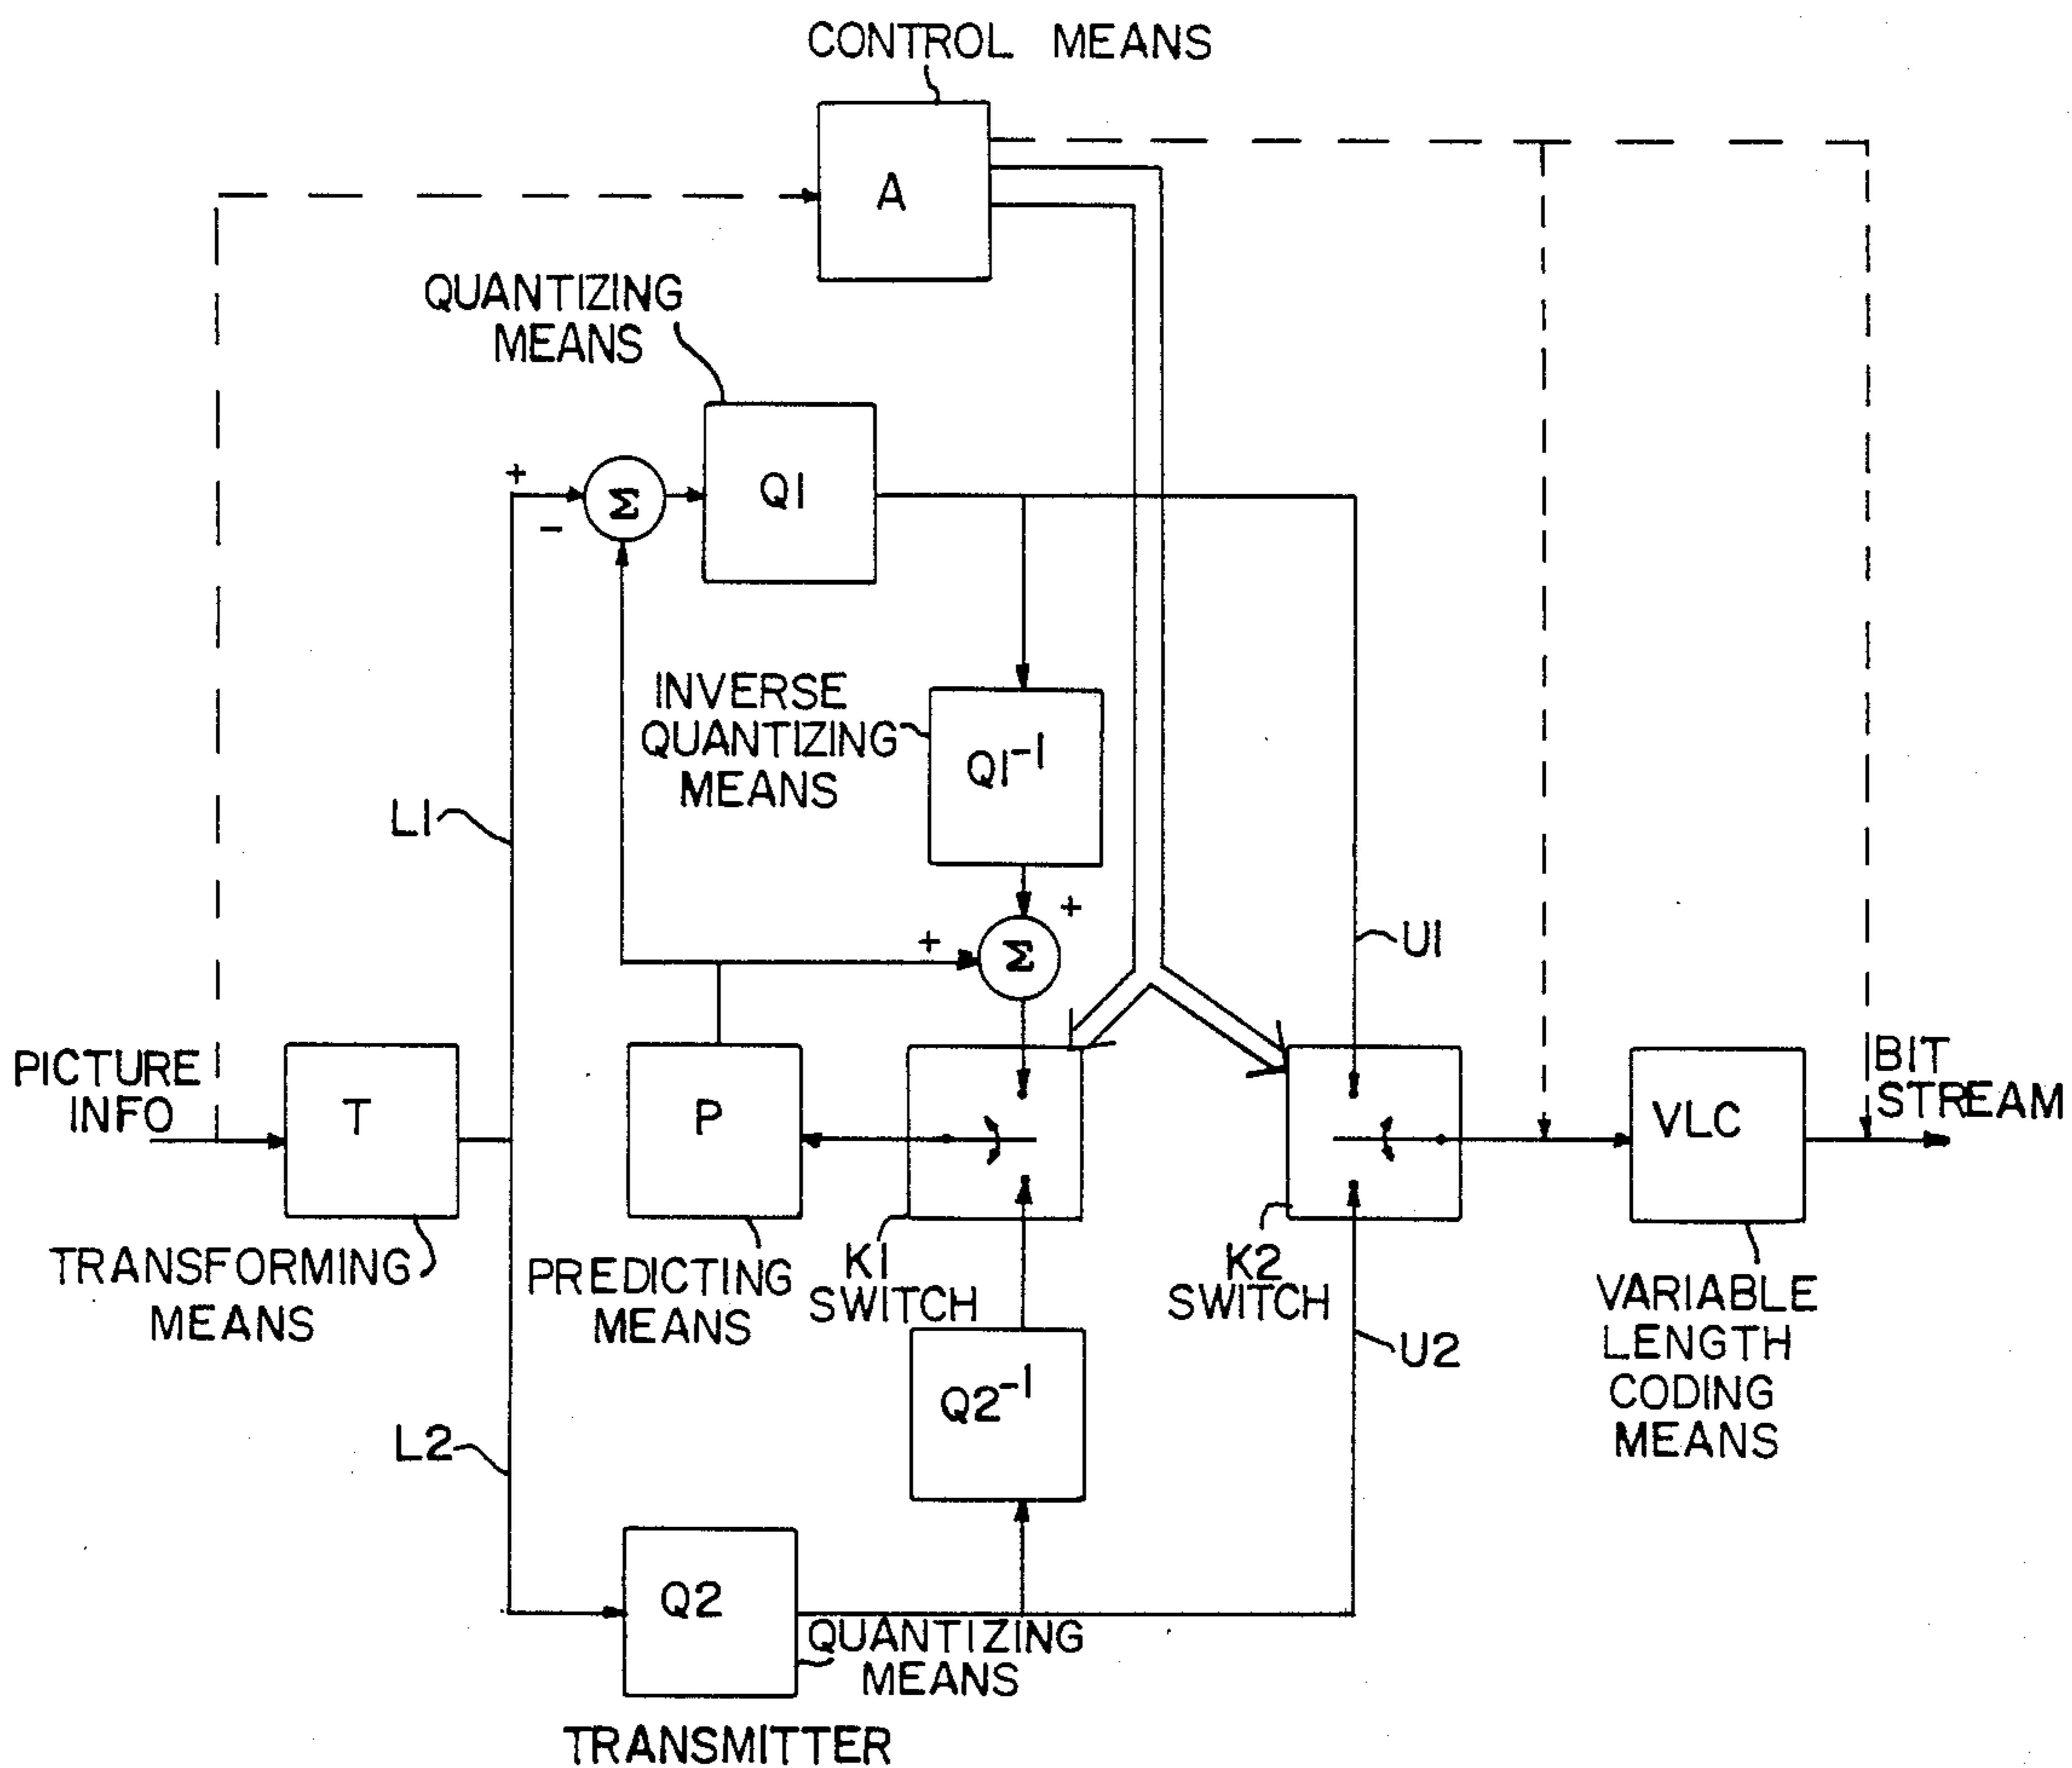 CONTROL MEANS
A
QUANTIZING
MEANS
+
Σ
Q1
-
INVERSE
QUANTIZING
MEANS
Q1⁻¹
L1
+
+
Σ
U1
PICTURE
INFO
T
P
VLC
BIT
STREAM
TRANSFORMING
MEANS
PREDICTING
MEANS
K1
SWITCH
K2
SWITCH
VARIABLE
LENGTH
CODING
MEANS
U2
Q2⁻¹
L2
Q2
QUANTIZING
MEANS
TRANSMITTER